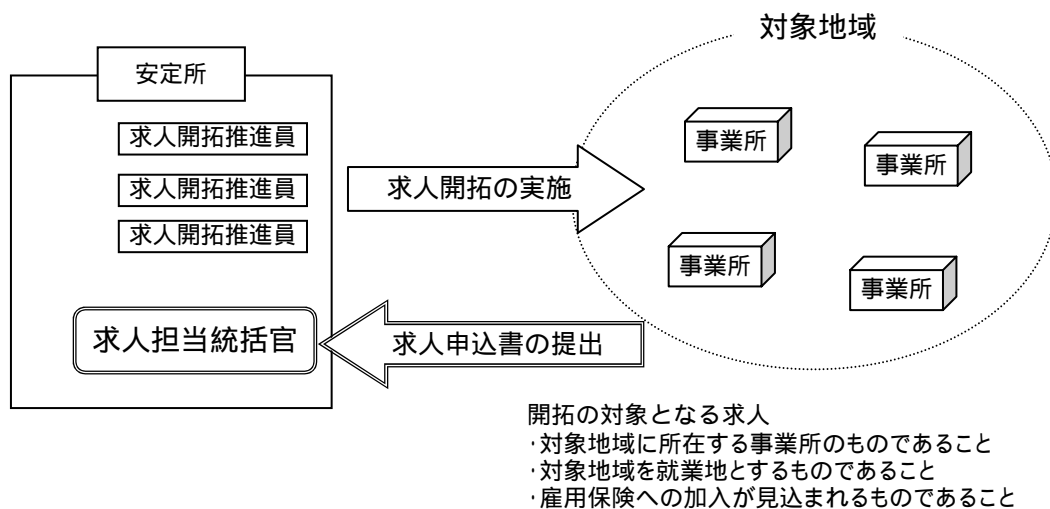 対象地域
安定所
求人開拓推進員
求人開拓推進員
求人開拓推進員
求人開拓の実施
事業所
事業所
事業所
事業所
求人担当統括官
求人申込書の提出
開拓の対象となる求人
･対象地域に所在する事業所のものであること
･対象地域を就業地とするものであること
･雇用保険への加入が見込まれるものであること